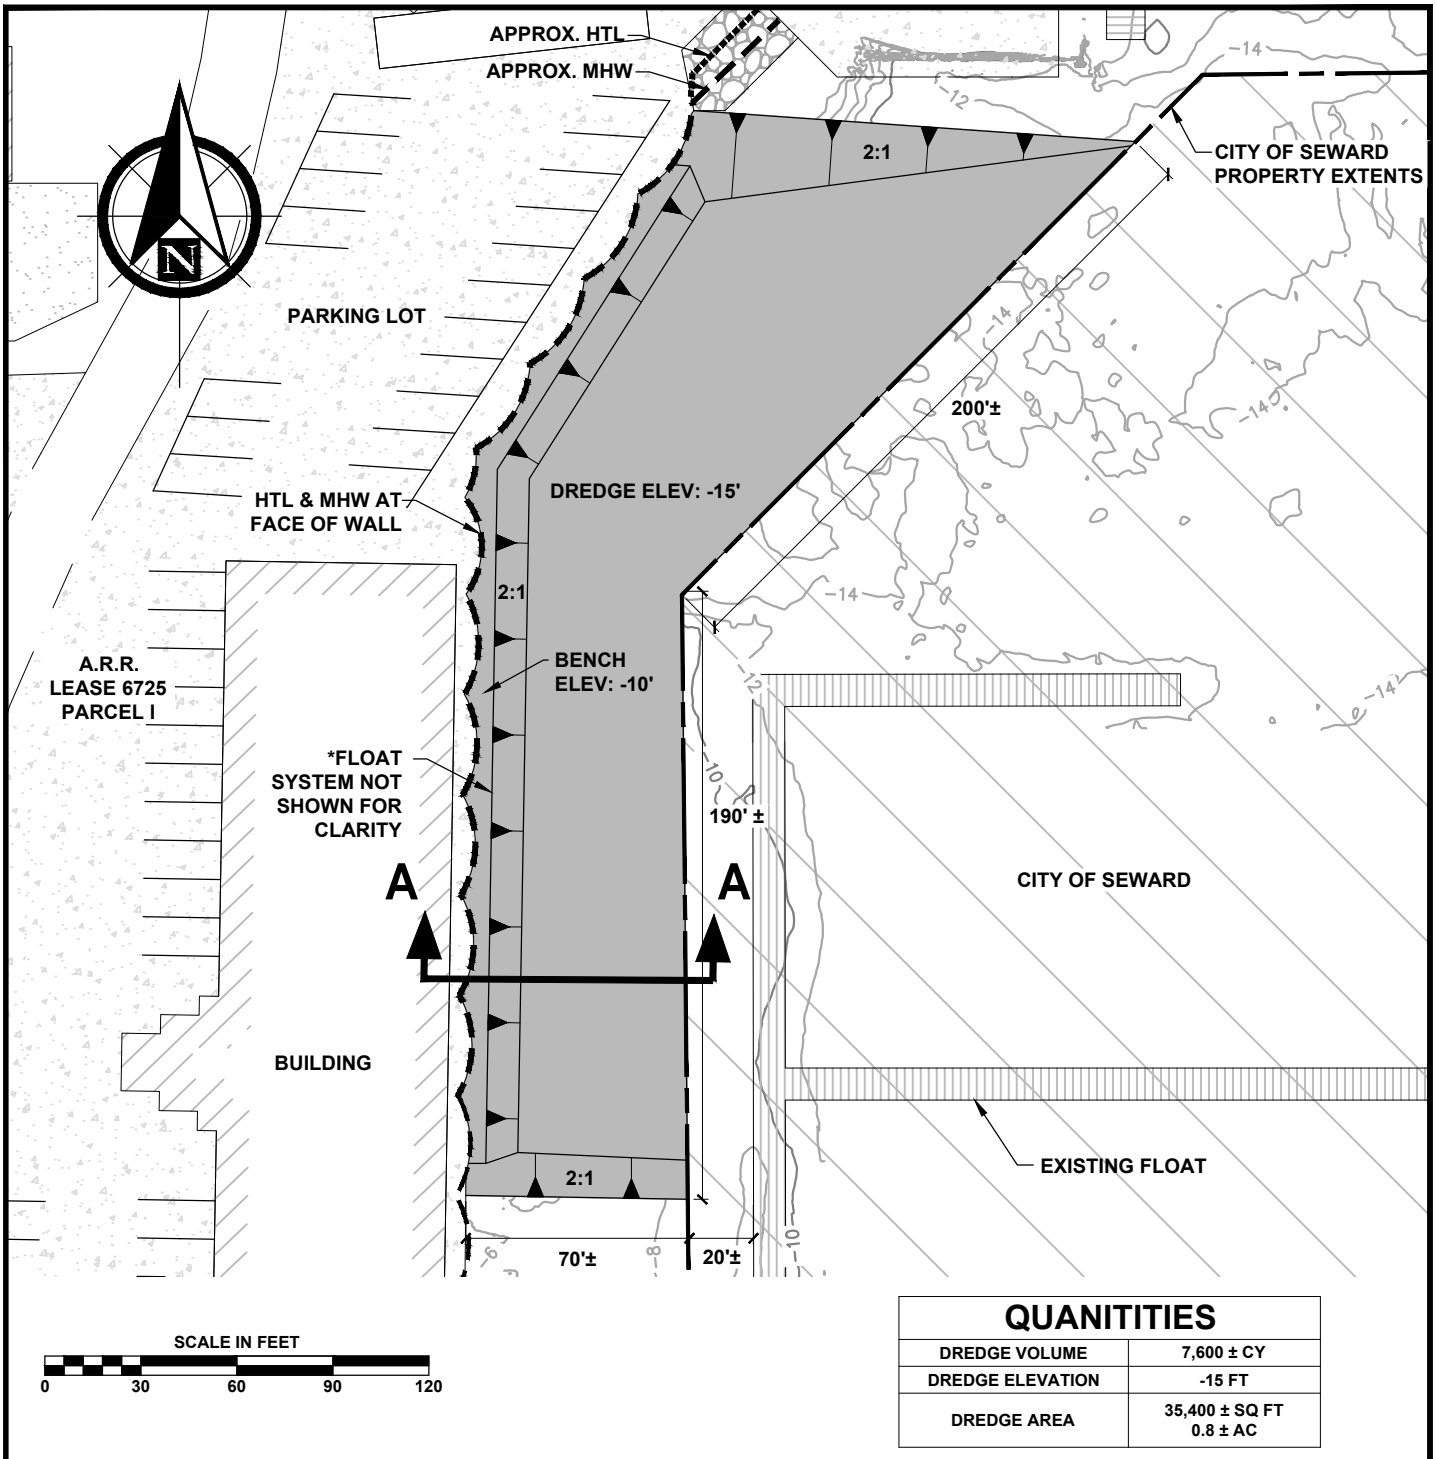 APPROX. HTL
APPROX. MHW
-14
-12
2:1
CITY OF SEWARD
PROPERTY EXTENTS
N
PARKING LOT
-14
200'±
-14
HTL & MHW AT
FACE OF WALL
DREDGE ELEV: -15'
2:1
-14
A.R.R.
LEASE 6725
PARCEL I
BENCH
ELEV: -10'
-12
-14
*FLOAT
SYSTEM NOT
SHOWN FOR
CLARITY
-10
190' ±
A
A
CITY OF SEWARD
BUILDING
EXISTING FLOAT
2:1
-6
70'±
-8
20'±
-10
SCALE IN FEET
0 30 60 90 120
QUANITITIES
DREDGE VOLUME 7,600 ± CY
DREDGE ELEVATION -15 FT
DREDGE AREA 35,400 ± SQ FT
0.8 ± AC